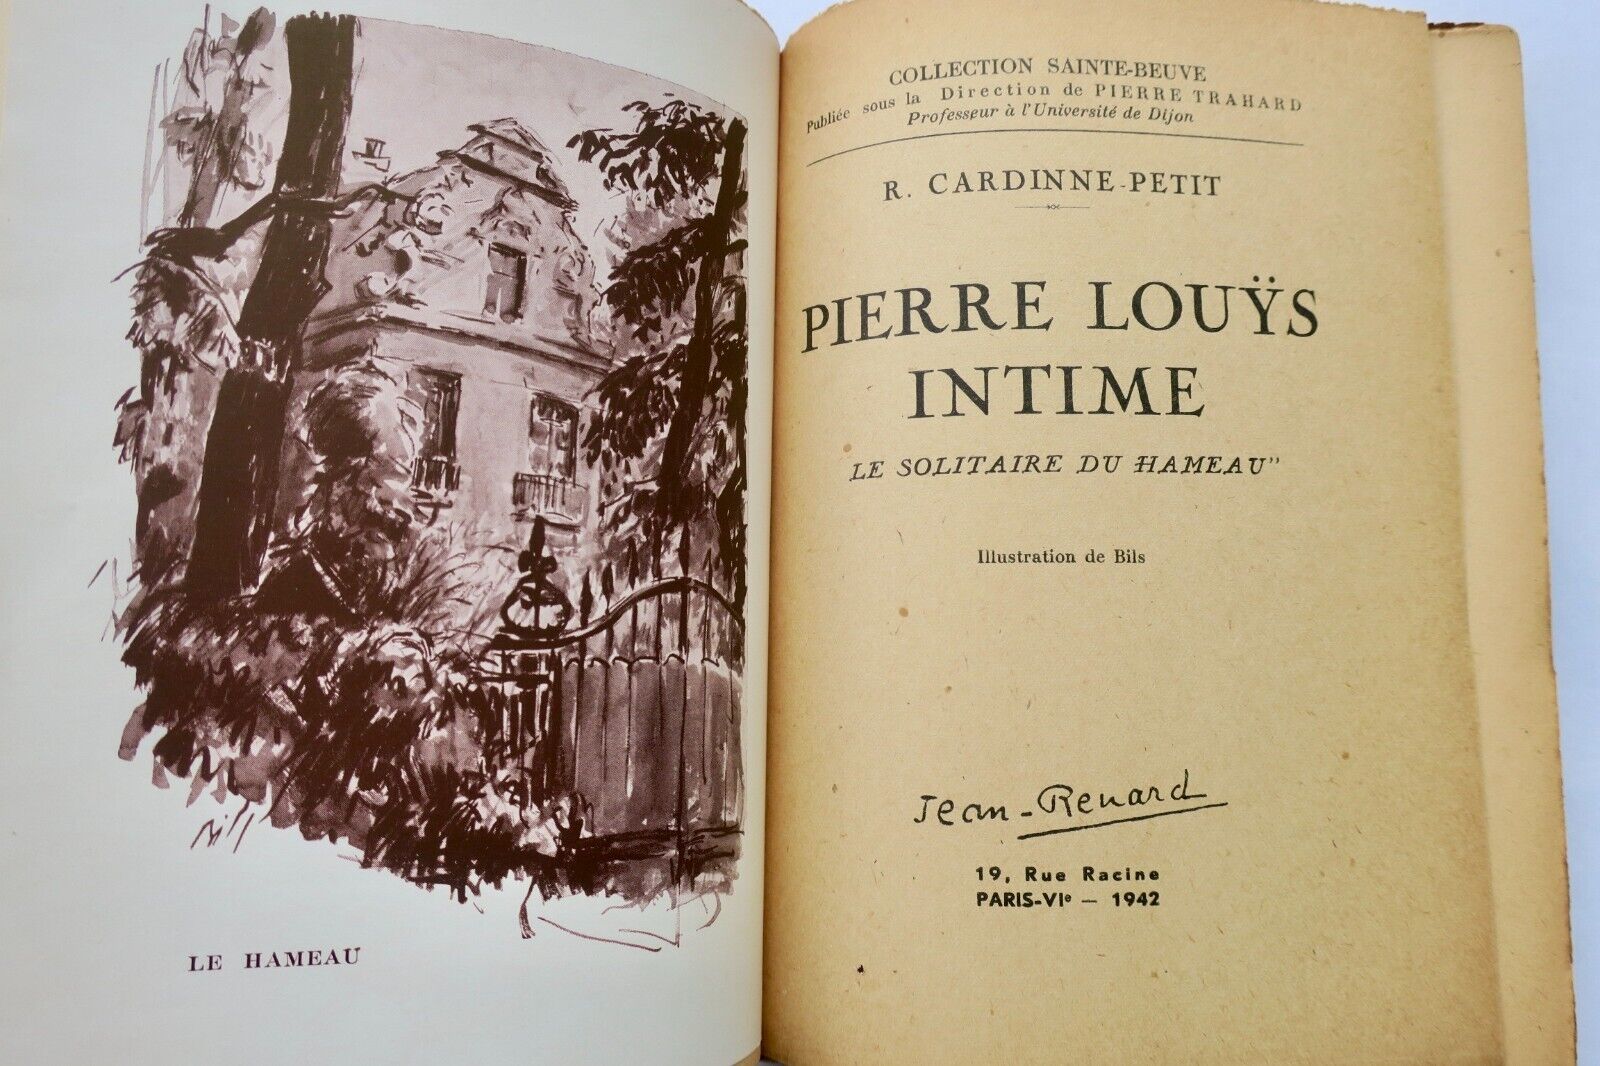 Bils
LE HAMEAU
COLLECTION SAINTE-BEUVE
Publiée sous la Direction de PIERRE TRAHARD
Professeur à l'Université de Dijon
R. CARDINNE-PETIT
PIERRE LOUŸS
INTIME
LE SOLITAIRE DU HAMEAU"
Illustration de Bils
Jean-Renard
19, Rue Racine
PARIS-VIe — 1942